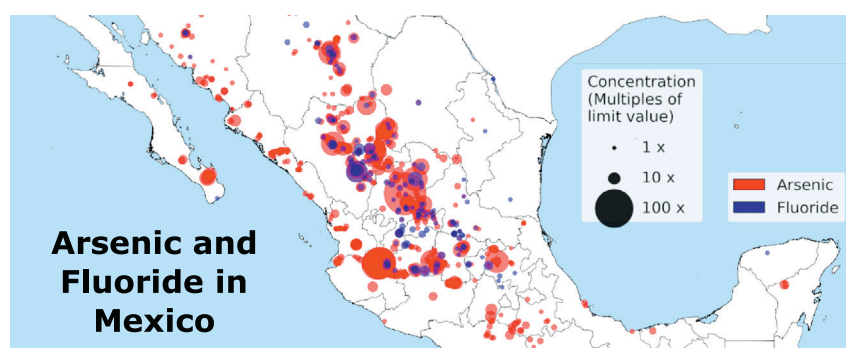 Concentration
(Multiples of
limit value)
1 x
10 x
100 x
Arsenic
Fluoride
Arsenic and
Fluoride in
Mexico